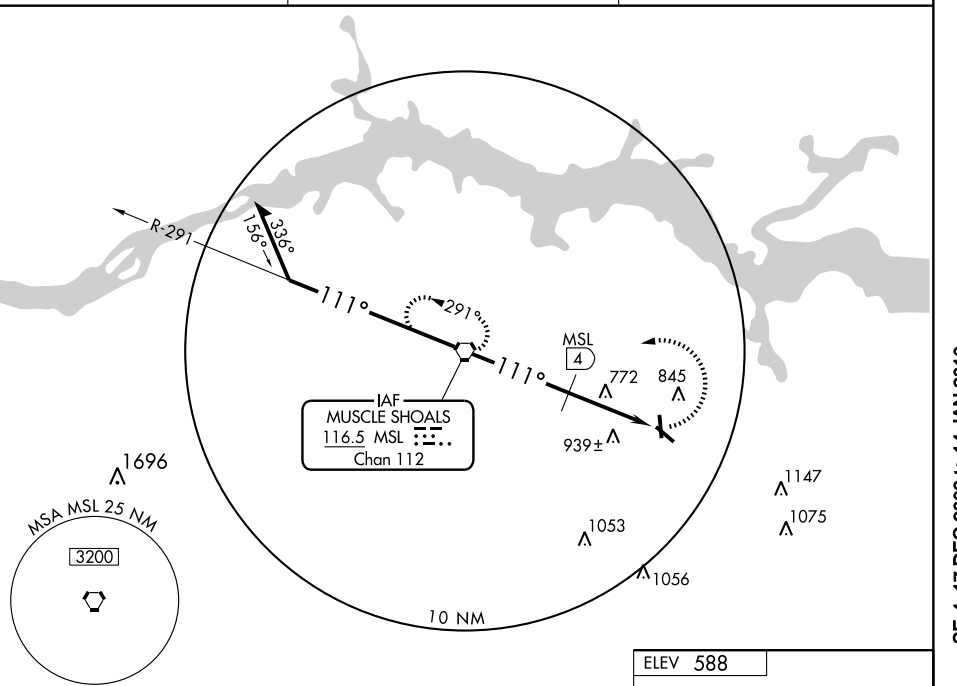 R-291
156°
336°
111°
291°
111°
MSL
4
772
845
939±
IAF
MUSCLE SHOALS
116.5 MSL
Chan 112
1696
1147
1075
1053
1056
MSA MSL 25 NM
3200
10 NM
ELEV 588